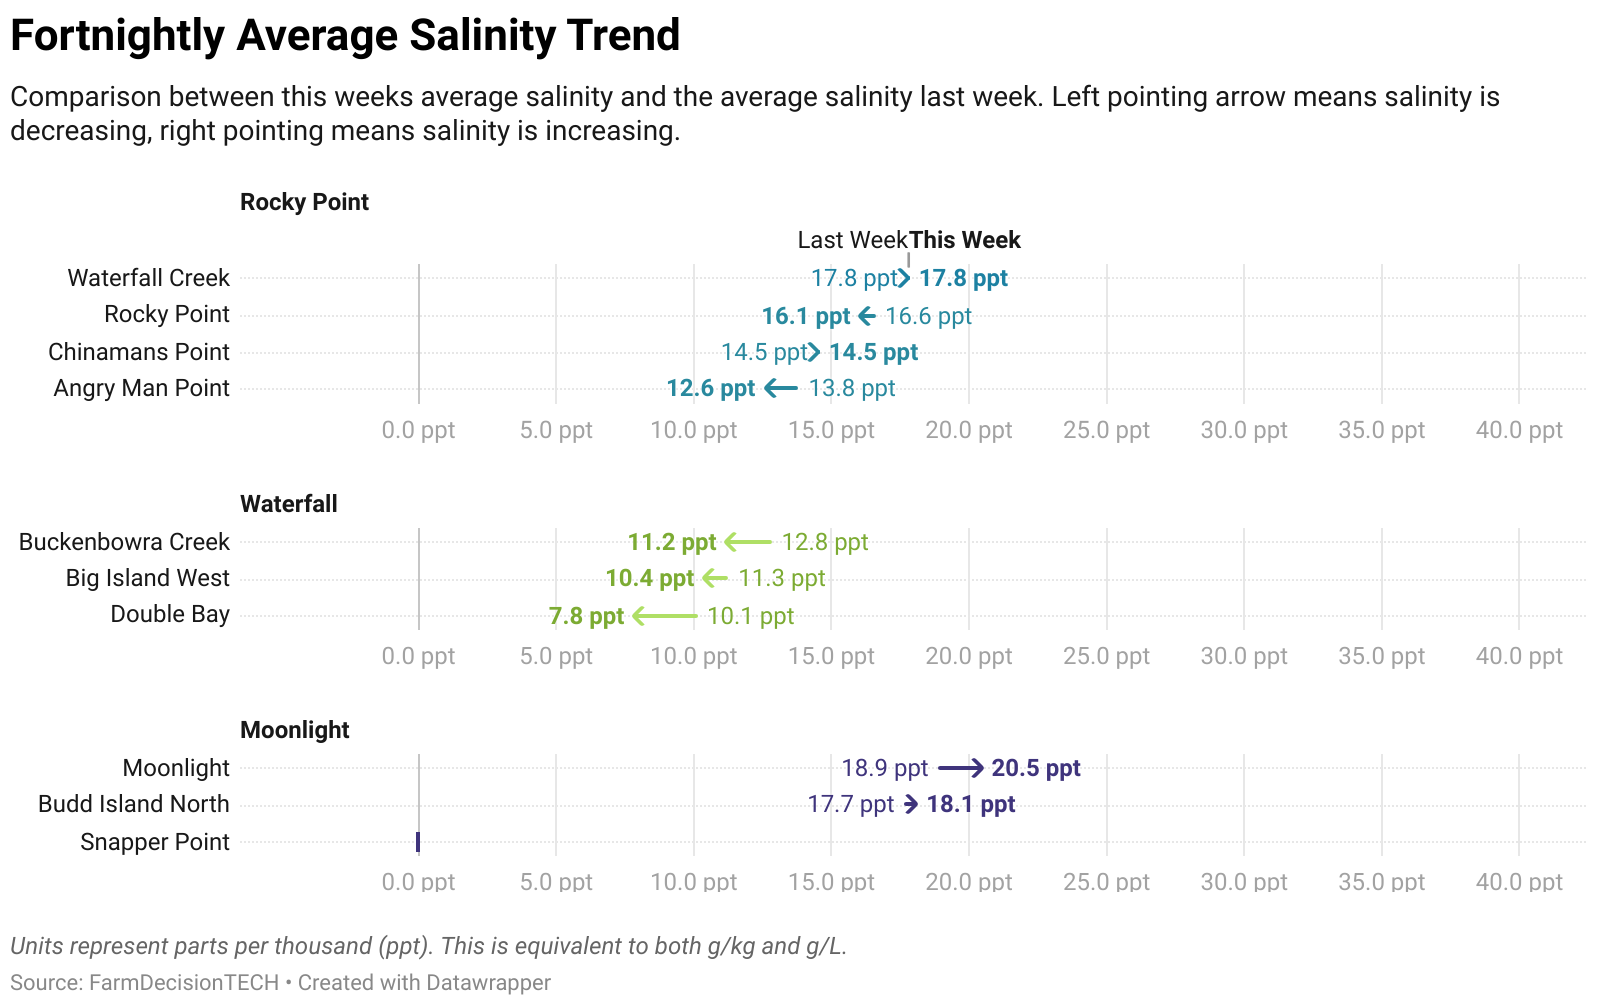 Fortnightly Average Salinity Trend
Comparison between this weeks average salinity and the average salinity last week. Left pointing arrow means salinity is
decreasing, right pointing means salinity is increasing.
Rocky Point
Last Week This Week
Waterfall Creek 17.8 ppt 17.8 ppt
Rocky Point 16.1 ppt 16.6 ppt
Chinamans Point 14.5 ppt 14.5 ppt
Angry Man Point 12.6 ppt 13.8 ppt
0.0 ppt 5.0 ppt 10.0 ppt 15.0 ppt 20.0 ppt 25.0 ppt 30.0 ppt 35.0 ppt 40.0 ppt
Waterfall
Buckenbowra Creek 11.2 ppt 12.8 ppt
Big Island West 10.4 ppt 11.3 ppt
Double Bay 7.8 ppt 10.1 ppt
0.0 ppt 5.0 ppt 10.0 ppt 15.0 ppt 20.0 ppt 25.0 ppt 30.0 ppt 35.0 ppt 40.0 ppt
Moonlight
Moonlight 18.9 ppt 20.5 ppt
Budd Island North 17.7 ppt 18.1 ppt
Snapper Point
0.0 ppt 5.0 ppt 10.0 ppt 15.0 ppt 20.0 ppt 25.0 ppt 30.0 ppt 35.0 ppt 40.0 ppt
Units represent parts per thousand (ppt). This is equivalent to both g/kg and g/L.
Source: FarmDecisionTECH • Created with Datawrapper